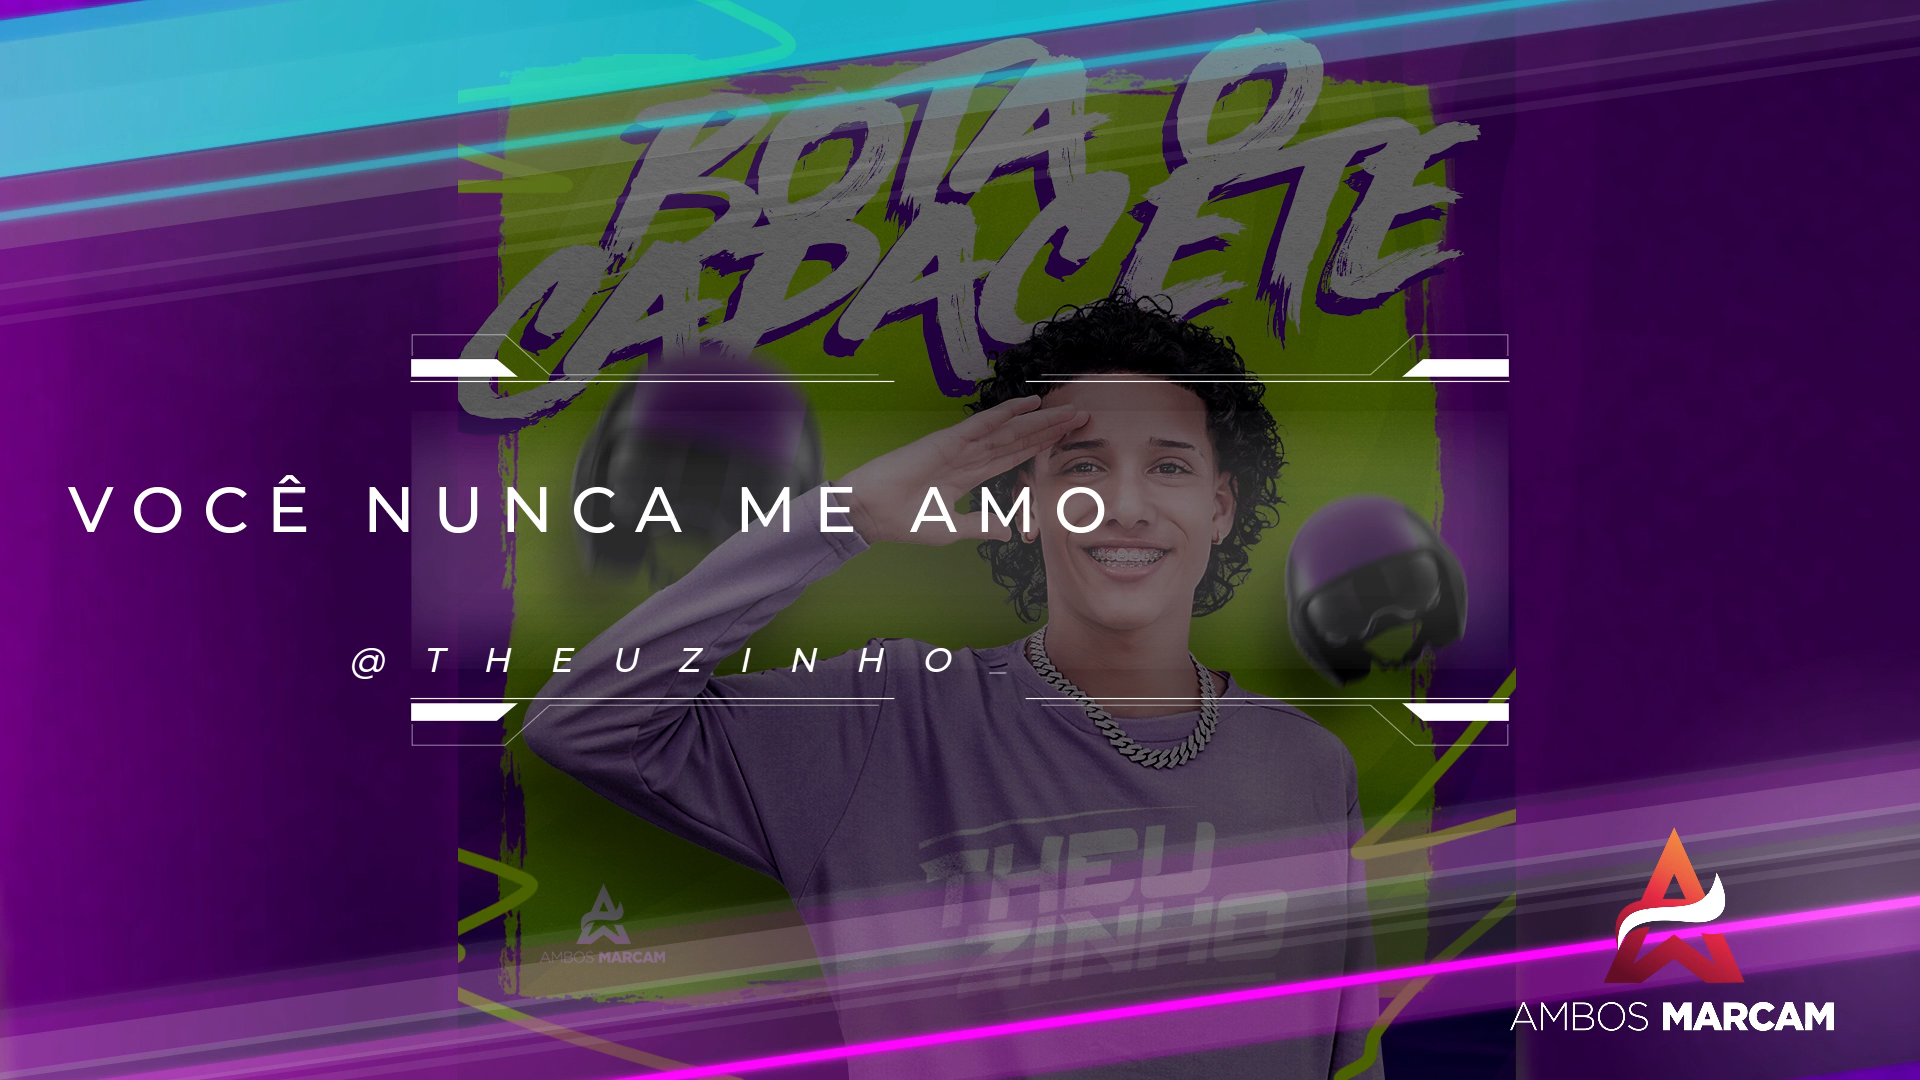 BOTA O
CAPACETE
VOCÊ NUNCA ME AMO
@THEUZINHO_
THEU
ZINHO
AMBOS MARCAM
AMBOS MARCAM